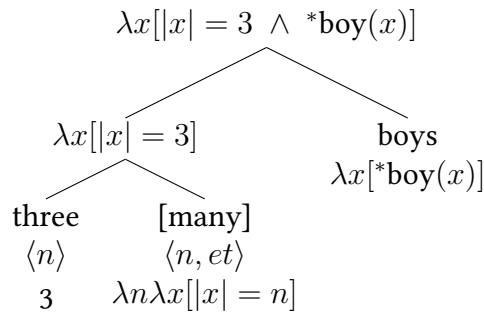 λx[|x| = 3 ∧ *boy(x)]
λx[|x| = 3] boys
λx[*boy(x)]
three [many]
⟨n⟩ ⟨n, et⟩
3 λnλx[|x| = n]